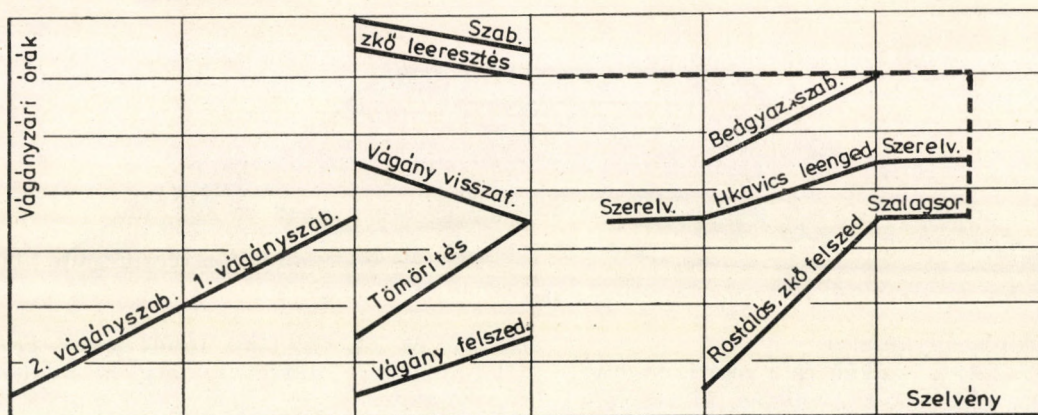 Vágányzári órák
Szab.
zkő leeresztés
Beágyaz. szab.
Vágány visszaf.
Hkavics leenged.
Szerelv.
Szerelv.
Szalagsor
2. vágányszab.
1. vágányszab.
Tömörítés
Rostálás, zkő felszed
Vágány felszed.
Szelvény